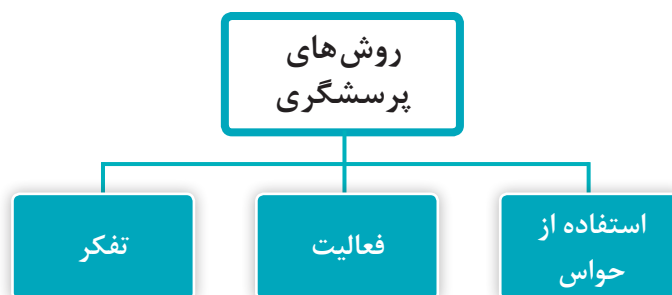 روش‌های
پرسشگری
استفاده از
حواس
فعالیت
تفکر